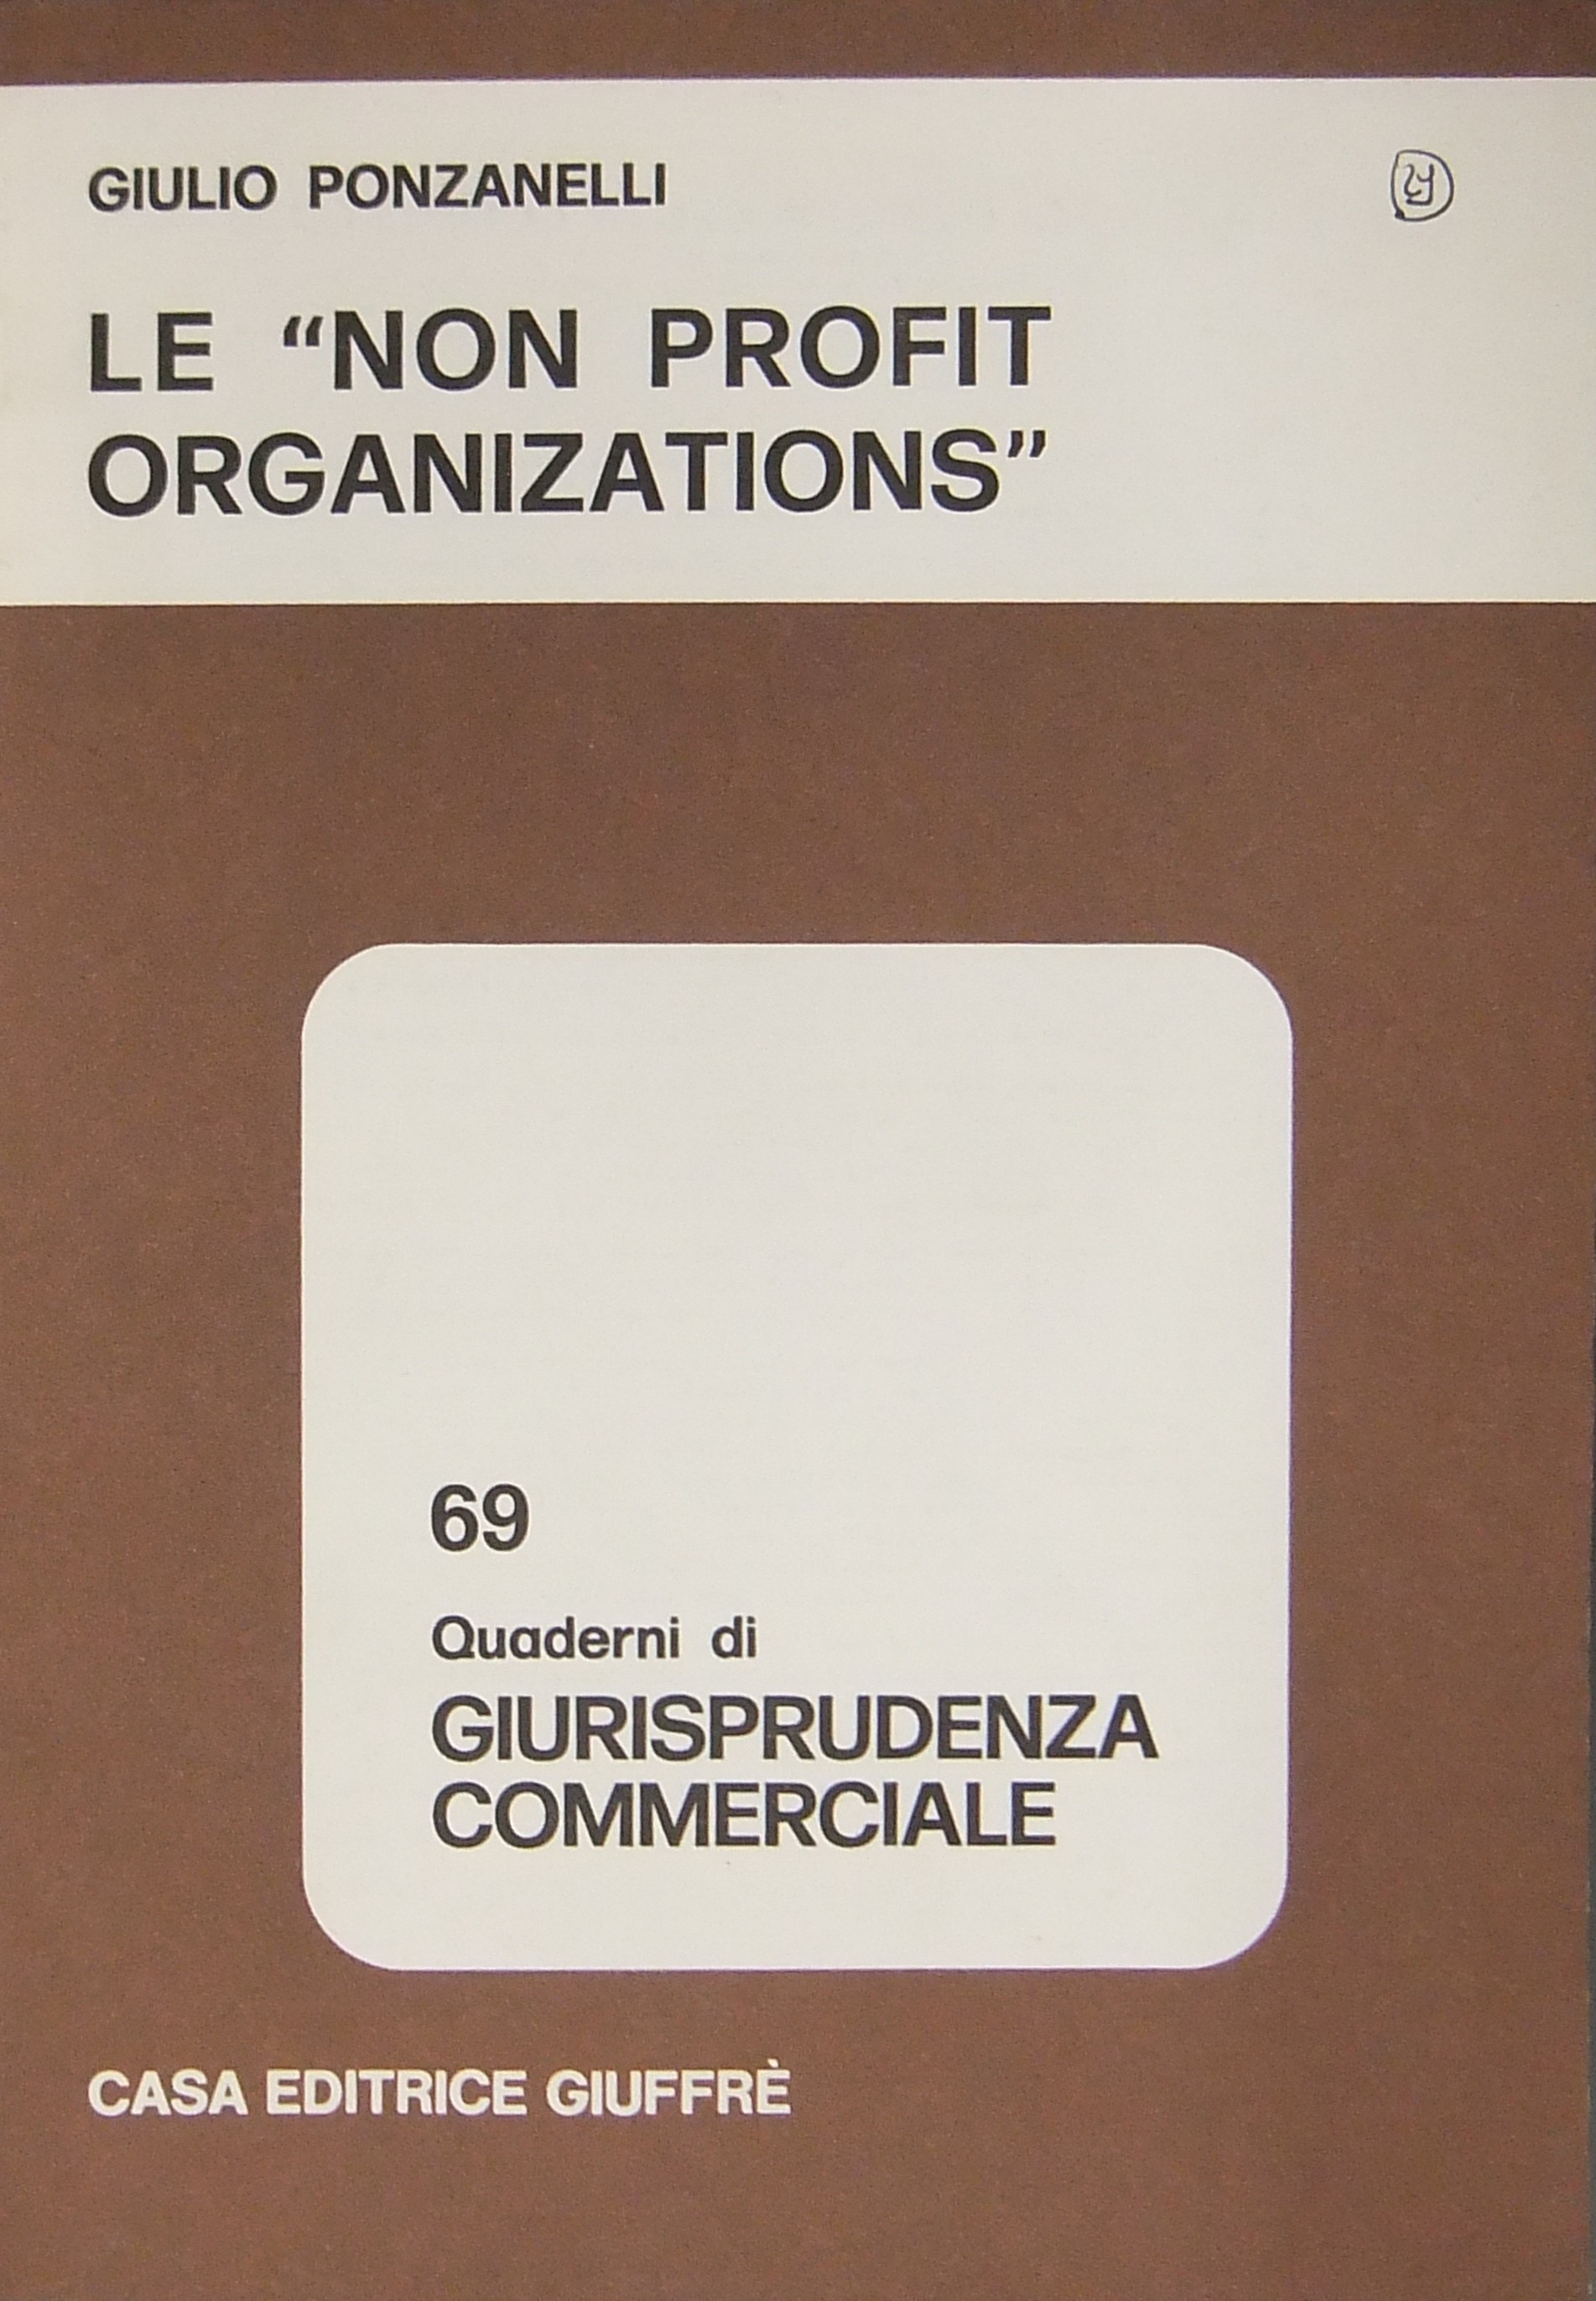 GIULIO PONZANELLI
LE “NON PROFIT
ORGANIZATIONS”
69
Quaderni di
GIURISPRUDENZA
COMMERCIALE
CASA EDITRICE GIUFFRÈ